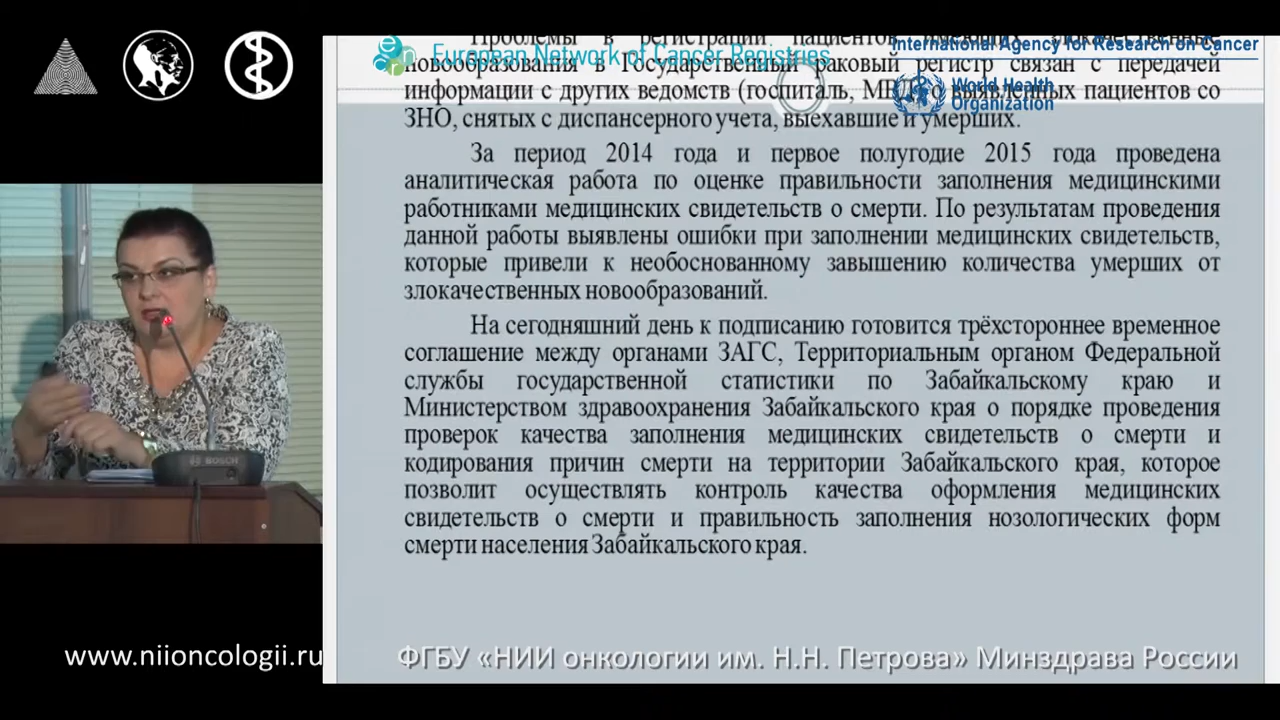 European Network of Cancer Registries
International Agency for Research on Cancer
World Health
Organization
Проблемы в регистрации пациентов
новообразования в Государственный раковый регистр связан с передачей
информации с других ведомств (госпиталь, выявленных пациентов со
ЗНО, снятых с диспансерного учета, выехавшие и умерших.
За период 2014 года и первое полугодие 2015 года проведена
аналитическая работа по оценке правильности заполнения медицинскими
работниками медицинских свидетельств о смерти. По результатам проведения
данной работы выявлены ошибки при заполнении медицинских свидетельств,
которые привели к необоснованному завышению количества умерших от
злокачественных новообразований.
На сегодняшний день к подписанию готовится трёхстороннее временное
соглашение между органами ЗАГС, Территориальным органом Федеральной
службы государственной статистики по Забайкальскому краю и
Министерством здравоохранения Забайкальского края о порядке проведения
проверок качества заполнения медицинских свидетельств о смерти и
кодирования причин смерти на территории Забайкальского края, которое
позволит осуществлять контроль качества оформления медицинских
свидетельств о смерти и правильность заполнения нозологических форм
смерти населения Забайкальского края.
BOSCH
www.niioncologii.ru
ФГБУ «НИИ онкологии им. Н.Н. Петрова» Минздрава России